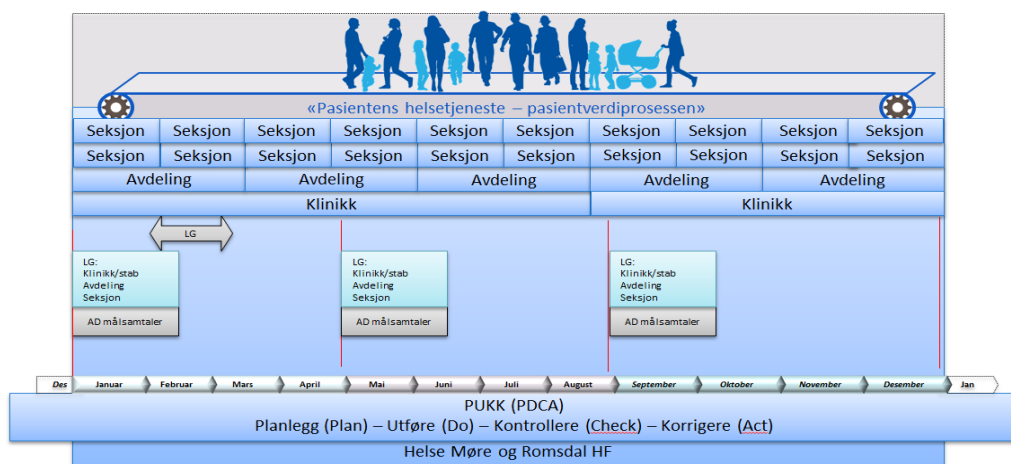 «Pasientens helsetjeneste – pasientverdiprosessen»
Seksjon Seksjon Seksjon Seksjon Seksjon Seksjon Seksjon Seksjon Seksjon Seksjon
Seksjon Seksjon Seksjon Seksjon Seksjon Seksjon Seksjon Seksjon Seksjon Seksjon
Avdeling Avdeling Avdeling Avdeling Avdeling
Klinikk Klinikk
LG
LG:
Klinikk/stab
Avdeling
Seksjon
AD målsamtaler
LG:
Klinikk/stab
Avdeling
Seksjon
AD målsamtaler
LG:
Klinikk/stab
Avdeling
Seksjon
AD målsamtaler
Des Januar Februar Mars April Mai Juni Juli August September Oktober November Desember Jan
PUKK (PDCA)
Planlegg (Plan) – Utføre (Do) – Kontrollere (Check) – Korrigere (Act)
Helse Møre og Romsdal HF